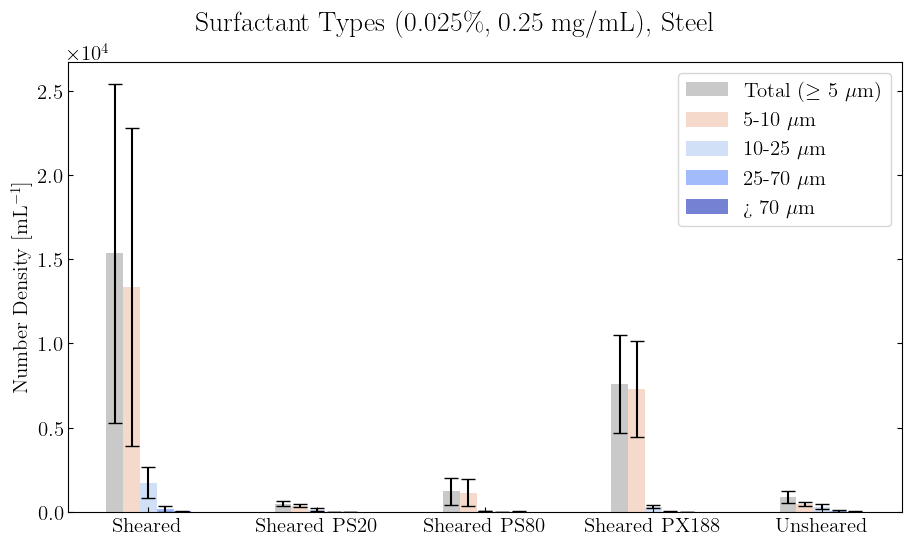 Surfactant Types (0.025%, 0.25 mg/mL), Steel
×10⁴
Number Density [mL⁻¹]
2.5
2.0
1.5
1.0
0.5
0.0
Total (≥ 5 μm)
5-10 μm
10-25 μm
25-70 μm
¿ 70 μm
Sheared
Sheared PS20
Sheared PS80
Sheared PX188
Unsheared